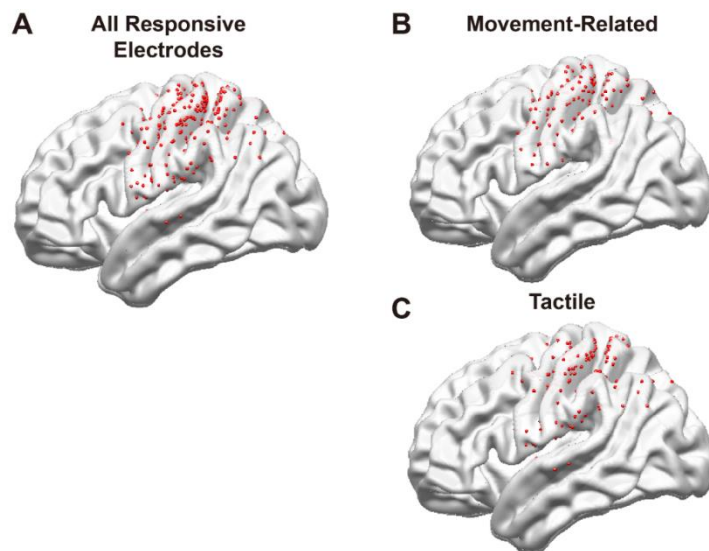 A
All Responsive
Electrodes
B
Movement-Related
C
Tactile